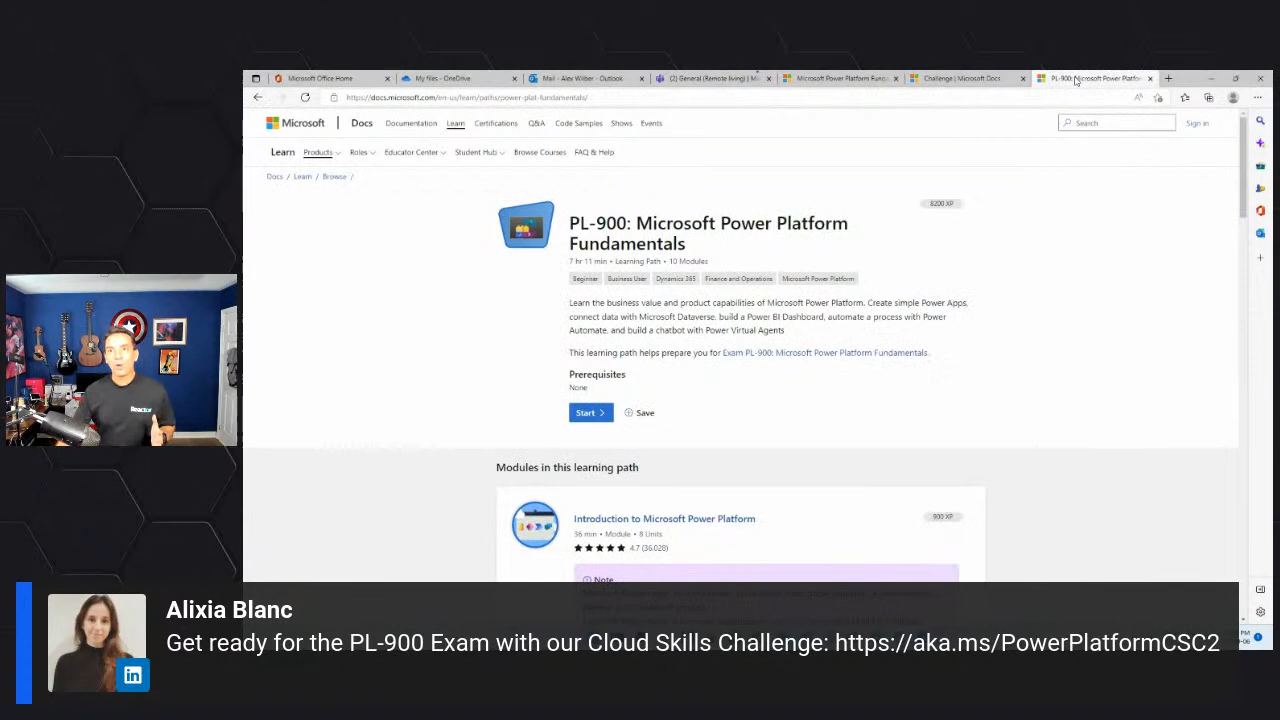 Microsoft Office Home
My files - OneDrive
Mail - Alex Wilber - Outlook
(2) General (Remote living) | Mi
Microsoft Power Platform Fund
Challenge | Microsoft Docs
PL-900: Microsoft Power Platfor
https://docs.microsoft.com/en-us/learn/paths/power-plat-fundamentals/
Microsoft | Docs Documentation Learn Certifications Q&A Code Samples Shows Events Search Sign in
Learn Products Roles Educator Center Student Hub Browse Courses FAQ & Help
Docs / Learn / Browse /
8200 XP
PL-900: Microsoft Power Platform
Fundamentals
7 hr 11 min • Learning Path • 10 Modules
Beginner Business User Dynamics 365 Finance and Operations Microsoft Power Platform
Learn the business value and product capabilities of Microsoft Power Platform. Create simple Power Apps,
connect data with Microsoft Dataverse, build a Power BI Dashboard, automate a process with Power
Automate, and build a chatbot with Power Virtual Agents
This learning path helps prepare you for Exam PL-900: Microsoft Power Platform Fundamentals.
Prerequisites
None
Start Save
Reactor
Modules in this learning path
Introduction to Microsoft Power Platform 900 XP
36 min • Module • 8 Units
4.7 (36,028)
Note
PM
Alixia Blanc
Get ready for the PL-900 Exam with our Cloud Skills Challenge: https://aka.ms/PowerPlatformCSC2
in